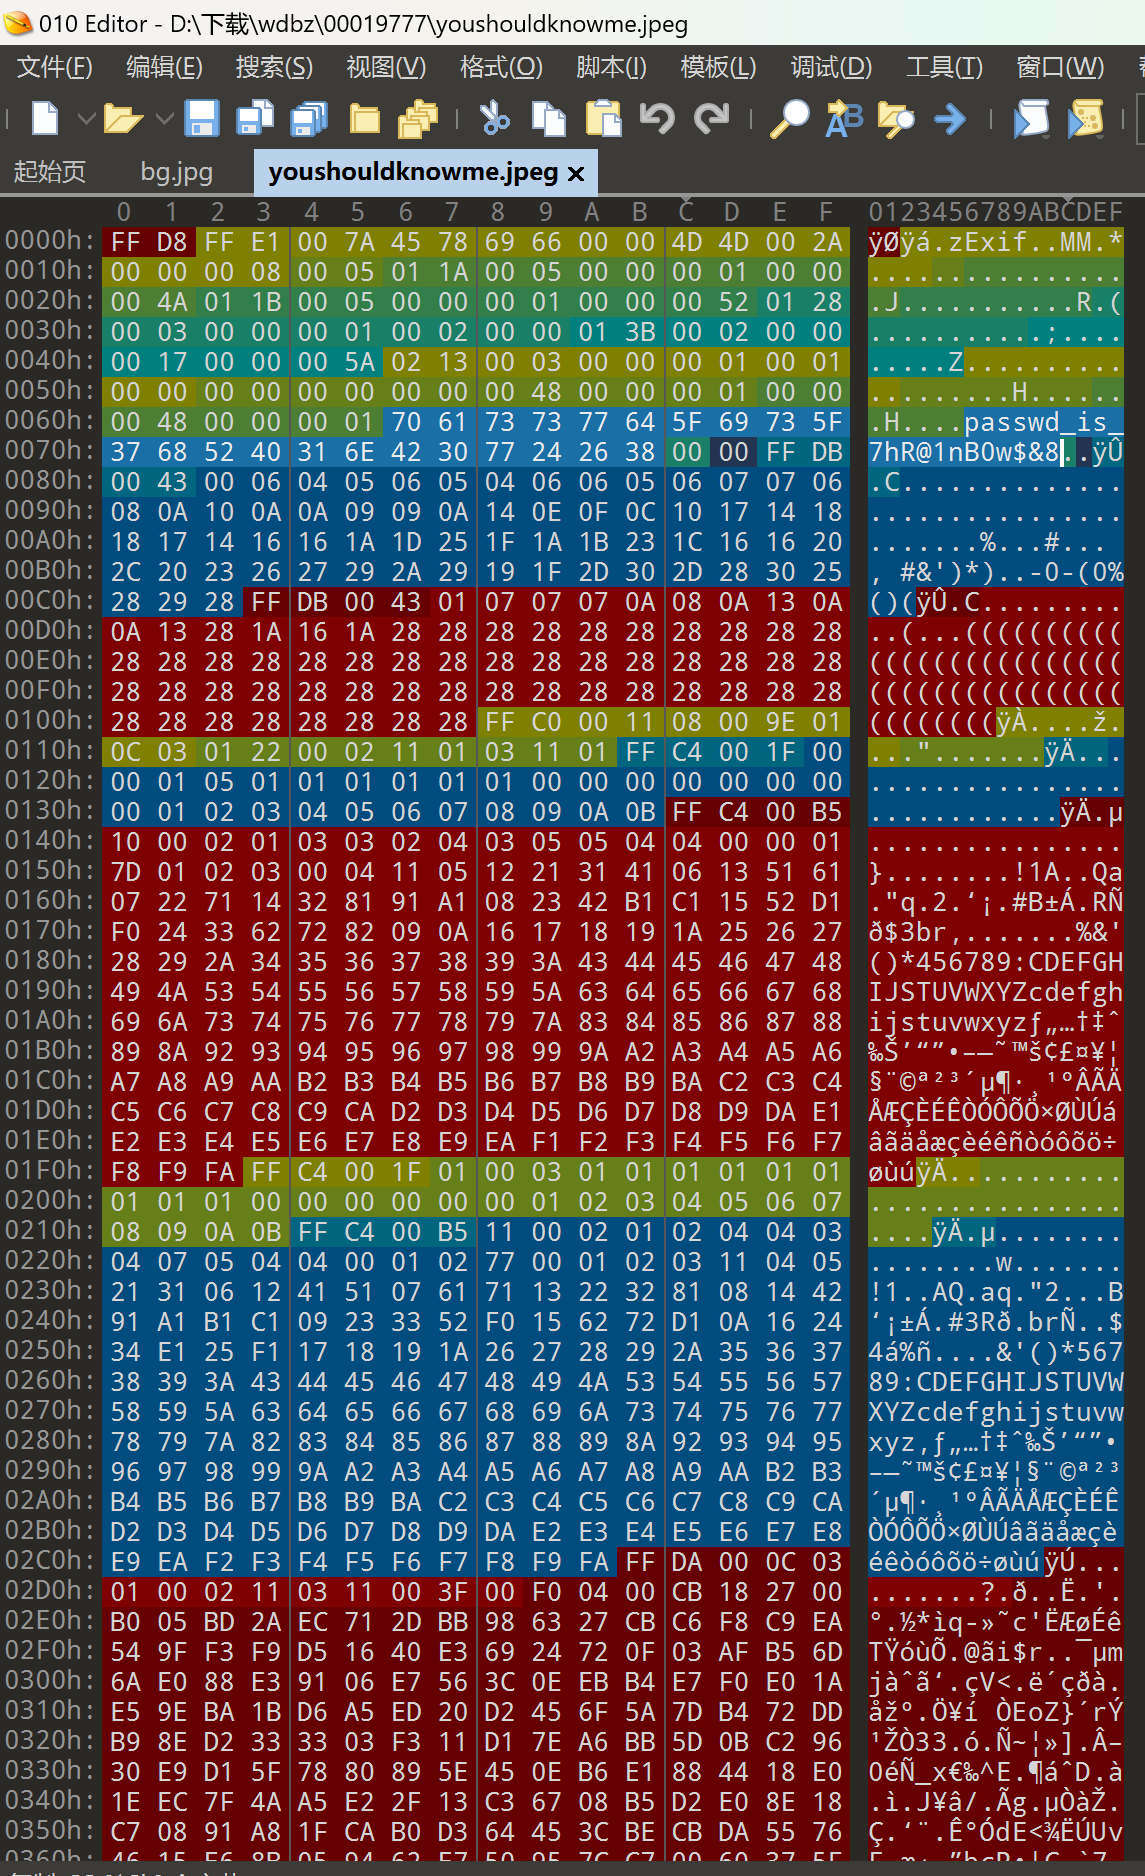 010 Editor - D:\下载\wdbz\00019777\youshouldknowme.jpeg
文件(F) 编辑(E) 搜索(S) 视图(V) 格式(O) 脚本(I) 模板(L) 调试(D) 工具(T) 窗口(W)
起始页 bg.jpg youshouldknowme.jpeg ×
0 1 2 3 4 5 6 7 8 9 A B C D E F 0123456789ABCDEF
0000h: FF D8 FF E1 00 7A 45 78 69 66 00 00 4D 4D 00 2A ÿØÿá.zExif..MM.*
0010h: 00 00 00 08 00 05 01 1A 00 05 00 00 00 01 00 00 ................
0020h: 00 4A 01 1B 00 05 00 00 00 01 00 00 00 52 01 28 .J...........R.(
0030h: 00 03 00 00 00 01 00 02 00 00 01 3B 00 02 00 00 ...........;....
0040h: 00 17 00 00 00 5A 02 13 00 03 00 00 00 01 00 01 .....Z..........
0050h: 00 00 00 00 00 00 00 00 00 48 00 00 00 01 00 00 .........H......
0060h: 00 48 00 00 00 01 70 61 73 73 77 64 5F 69 73 5F .H....passwd_is_
0070h: 37 68 52 40 31 6E 42 30 77 24 26 38 00 00 FF DB 7hR@1nB0w$&8..ÿÛ
0080h: 00 43 00 06 04 05 06 05 04 06 06 05 06 07 07 06 .C..............
0090h: 08 0A 10 0A 0A 09 09 0A 14 0E 0F 0C 10 17 14 18 ................
00A0h: 18 17 14 16 16 1A 1D 25 1F 1A 1B 23 1C 16 16 20 .......%...#... 
00B0h: 2C 20 23 26 27 29 2A 29 19 1F 2D 30 2D 28 30 25 , #&')*)..-0-(0%
00C0h: 28 29 28 FF DB 00 43 01 07 07 07 0A 08 0A 13 0A ()(ÿÛ.C.........
00D0h: 0A 13 28 1A 16 1A 28 28 28 28 28 28 28 28 28 28 ..(...((((((((((
00E0h: 28 28 28 28 28 28 28 28 28 28 28 28 28 28 28 28 ((((((((((((((((
00F0h: 28 28 28 28 28 28 28 28 28 28 28 28 28 28 28 28 ((((((((((((((((
0100h: 28 28 28 28 28 28 28 28 FF C0 00 11 08 00 9E 01 ((((((((ÿÀ....ž.
0110h: 0C 03 01 22 00 02 11 01 03 11 01 FF C4 00 1F 00 ...".......ÿÄ...
0120h: 00 01 05 01 01 01 01 01 01 00 00 00 00 00 00 00 ................
0130h: 00 01 02 03 04 05 06 07 08 09 0A 0B FF C4 00 B5 ............ÿÄ.µ
0140h: 10 00 02 01 03 03 02 04 03 05 05 04 04 00 00 01 ................
0150h: 7D 01 02 03 00 04 11 05 12 21 31 41 06 13 51 61 }........!1A..Qa
0160h: 07 22 71 14 32 81 91 A1 08 23 42 B1 C1 15 52 D1 ."q.2.‘¡.#B±Á.RÑ
0170h: F0 24 33 62 72 82 09 0A 16 17 18 19 1A 25 26 27 ð$3br‚.......%&'
0180h: 28 29 2A 34 35 36 37 38 39 3A 43 44 45 46 47 48 ()*456789:CDEFGH
0190h: 49 4A 53 54 55 56 57 58 59 5A 63 64 65 66 67 68 IJSTUVWXYZcdefgh
01A0h: 69 6A 73 74 75 76 77 78 79 7A 83 84 85 86 87 88 ijstuvwxyzƒ„…†‡ˆ
01B0h: 89 8A 92 93 94 95 96 97 98 99 9A A2 A3 A4 A5 A6 ‰Š’“”•–—˜™š¢£¤¥¦
01C0h: A7 A8 A9 AA B2 B3 B4 B5 B6 B7 B8 B9 BA C2 C3 C4 §¨©ª²³´µ¶·¸¹ºÂÃÄ
01D0h: C5 C6 C7 C8 C9 CA D2 D3 D4 D5 D6 D7 D8 D9 DA E1 ÅÆÇÈÉÊÒÓÔÕÖ×ØÙÚá
01E0h: E2 E3 E4 E5 E6 E7 E8 E9 EA F1 F2 F3 F4 F5 F6 F7 âãäåæçèéêñòóôõö÷
01F0h: F8 F9 FA FF C4 00 1F 01 00 03 01 01 01 01 01 01 øùúÿÄ...........
0200h: 01 01 01 00 00 00 00 00 00 01 02 03 04 05 06 07 ................
0210h: 08 09 0A 0B FF C4 00 B5 11 00 02 01 02 04 04 03 ....ÿÄ.µ........
0220h: 04 07 05 04 04 00 01 02 77 00 01 02 03 11 04 05 ........w.......
0230h: 21 31 06 12 41 51 07 61 71 13 22 32 81 08 14 42 !1..AQ.aq."2...B
0240h: 91 A1 B1 C1 09 23 33 52 F0 15 62 72 D1 0A 16 24 ‘¡±Á.#3Rð.brÑ..$
0250h: 34 E1 25 F1 17 18 19 1A 26 27 28 29 2A 35 36 37 4á%ñ....&'()*567
0260h: 38 39 3A 43 44 45 46 47 48 49 4A 53 54 55 56 57 89:CDEFGHIJSTUVW
0270h: 58 59 5A 63 64 65 66 67 68 69 6A 73 74 75 76 77 XYZcdefghijstuvw
0280h: 78 79 7A 82 83 84 85 86 87 88 89 8A 92 93 94 95 xyz‚ƒ„…†‡ˆ‰Š’“”•
0290h: 96 97 98 99 9A A2 A3 A4 A5 A6 A7 A8 A9 AA B2 B3 –—˜™š¢£¤¥¦§¨©ª²³
02A0h: B4 B5 B6 B7 B8 B9 BA C2 C3 C4 C5 C6 C7 C8 C9 CA ´µ¶·¸¹ºÂÃÄÅÆÇÈÉÊ
02B0h: D2 D3 D4 D5 D6 D7 D8 D9 DA E2 E3 E4 E5 E6 E7 E8 ÒÓÔÕÖ×ØÙÚâãäåæçè
02C0h: E9 EA F2 F3 F4 F5 F6 F7 F8 F9 FA FF DA 00 0C 03 éêòóôõö÷øùúÿÚ...
02D0h: 01 00 02 11 03 11 00 3F 00 F0 04 00 CB 18 27 00 .......?.ð..Ë.'.
02E0h: B0 05 BD 2A EC 71 2D BB 98 63 27 CB C6 F8 C9 EA °.½*ìq-»˜c'ËÆøÉê
02F0h: 54 9F F3 F9 D5 16 40 E3 69 24 72 0F 03 AF B5 6D TŸóùÕ.@ãi$r..¯µm
0300h: 6A E0 88 E3 91 06 E7 56 3C 0E EB B4 E7 F0 E0 1A jàˆã‘.çV<.ë´çðà.
0310h: E5 9E BA 1B D6 A5 ED 20 D2 45 6F 5A 7D B4 72 DD åžº.Ö¥í ÒEoZ}´rÝ
0320h: B9 8E D2 33 33 03 F3 11 D1 7E A6 BB 5D 0B C2 96 ¹ŽÒ33.ó.Ñ~¦»].Â–
0330h: 30 E9 D1 5F 78 80 89 5E 45 0E B6 E1 88 44 18 E0 0éÑ_x€‰^E.¶áˆD.à
0340h: 1E EC 7F 4A A5 E2 2F 13 C3 67 08 B5 D2 E0 8E 18 .ì.J¥â/.Ãg.µÒàŽ.
0350h: C7 08 91 A8 1F CA B0 D3 64 45 3C BE CB DA 55 76 Ç.‘¨.Ê°ÓdE<¾ËÚUv